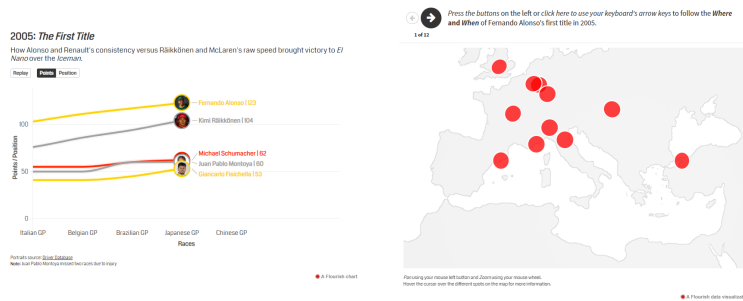 2005: The First Title
How Alonso and Renault's consistency versus Räikkönen and McLaren's raw speed brought victory to El
Nano over the Iceman.
Replay Points Position
Fernando Alonso | 123
Kimi Räikkönen | 104
Michael Schumacher | 62
Juan Pablo Montoya | 60
Giancarlo Fisichella | 53
100
50
0
Points/Position
Italian GP Belgian GP Brazilian GP Japanese GP Chinese GP
Races
Portraits source: Driver Database
Note: Juan Pablo Montoya missed two races due to injury.
A Flourish chart
Press the buttons on the left or click here to use your keyboard's arrow keys to follow the Where
and When of Fernando Alonso's first title in 2005.
1 of 12
Pan using your mouse left button and Zoom using your mouse wheel.
Hover the cursor over the different spots on the map for more information.
A Flourish data visualization